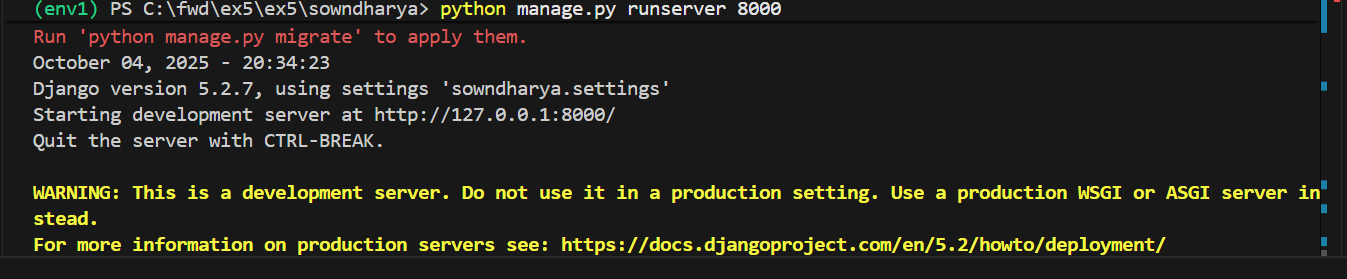 (env1) PS C:\fwd\ex5\ex5\sowndharya> python manage.py runserver 8000
Run 'python manage.py migrate' to apply them.
October 04, 2025 - 20:34:23
Django version 5.2.7, using settings 'sowndharya.settings'
Starting development server at http://127.0.0.1:8000/
Quit the server with CTRL-BREAK.
WARNING: This is a development server. Do not use it in a production setting. Use a production WSGI or ASGI server in
stead.
For more information on production servers see: https://docs.djangoproject.com/en/5.2/howto/deployment/